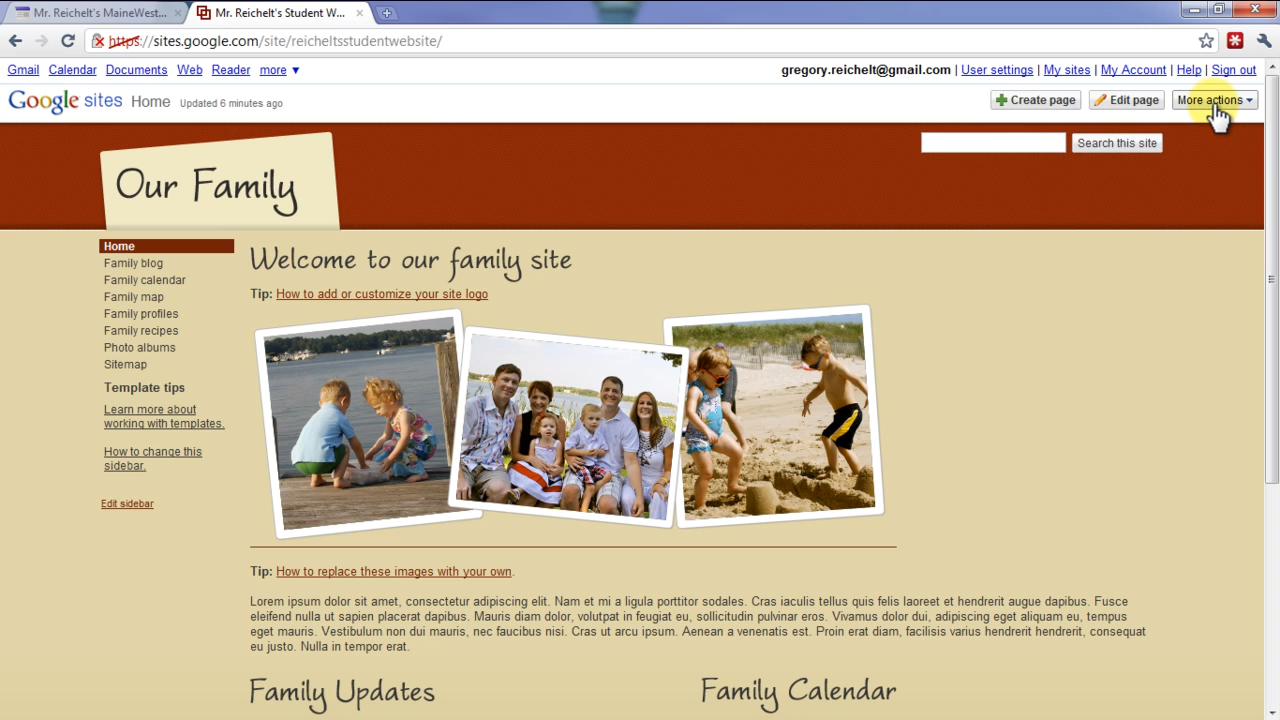 Mr. Reichelt's MaineWest...
Mr. Reichelt's Student W...
https://sites.google.com/site/reicheltsstudentwebsite/
Gmail Calendar Documents Web Reader more ▼
gregory.reichelt@gmail.com | User settings | My sites | My Account | Help | Sign out
Google sites Home Updated 6 minutes ago
Create page Edit page More actions
Search this site
Our Family
Home
Family blog
Family calendar
Family map
Family profiles
Family recipes
Photo albums
Sitemap
Template tips
Learn more about
working with templates.
How to change this
sidebar.
Edit sidebar
Welcome to our family site
Tip: How to add or customize your site logo
Tip: How to replace these images with your own.
Lorem ipsum dolor sit amet, consectetur adipiscing elit. Nam et mi a ligula porttitor sodales. Cras iaculis tellus quis felis laoreet et hendrerit augue dapibus. Fusce
eleifend nulla ut sapien placerat dapibus. Mauris diam dolor, volutpat in feugiat eu, sollicitudin pulvinar eros. Vivamus dolor dui, adipiscing eget aliquam eu, tempus
eget mauris. Vestibulum non dui mauris, nec faucibus nisi. Cras ut arcu ipsum. Aenean a venenatis est. Proin erat diam, facilisis varius hendrerit hendrerit, consequat
eu justo. Nulla in tempor erat.
Family Updates
Family Calendar